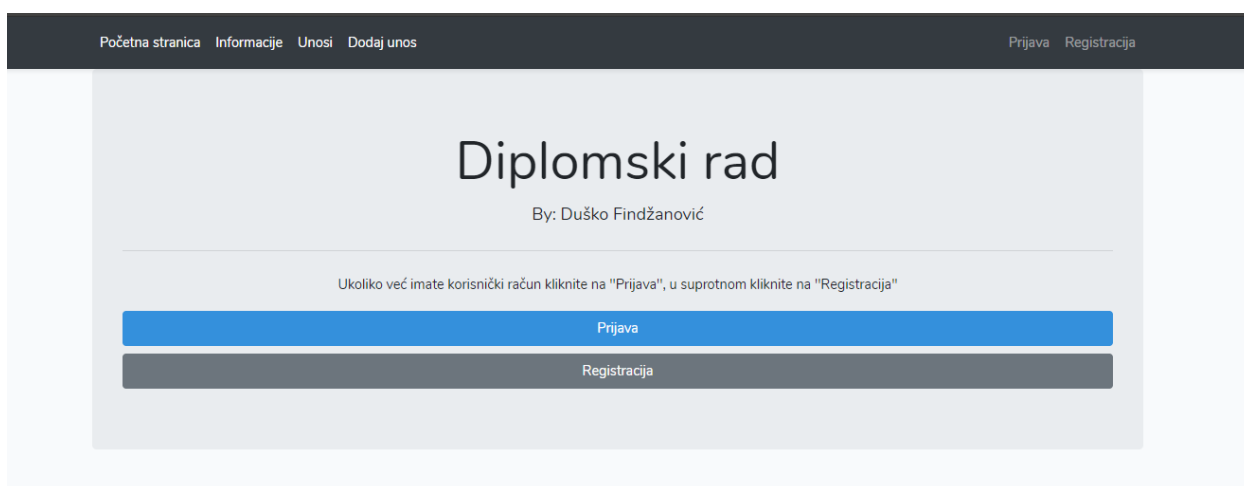 Početna stranica Informacije Unosi Dodaj unos Prijava Registracija
Diplomski rad
By: Duško Findžanović
Ukoliko već imate korisnički račun kliknite na "Prijava", u suprotnom kliknite na "Registracija"
Prijava
Registracija